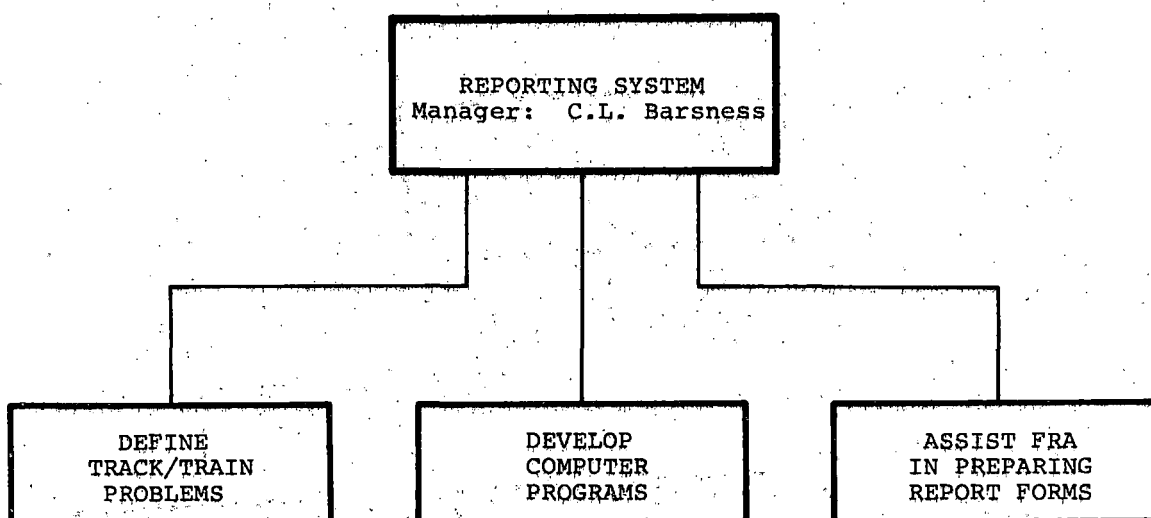 REPORTING SYSTEM
Manager: C.L. Barsness
DEFINE
TRACK/TRAIN
PROBLEMS
DEVELOP
COMPUTER
PROGRAMS
ASSIST FRA
IN PREPARING
REPORT FORMS